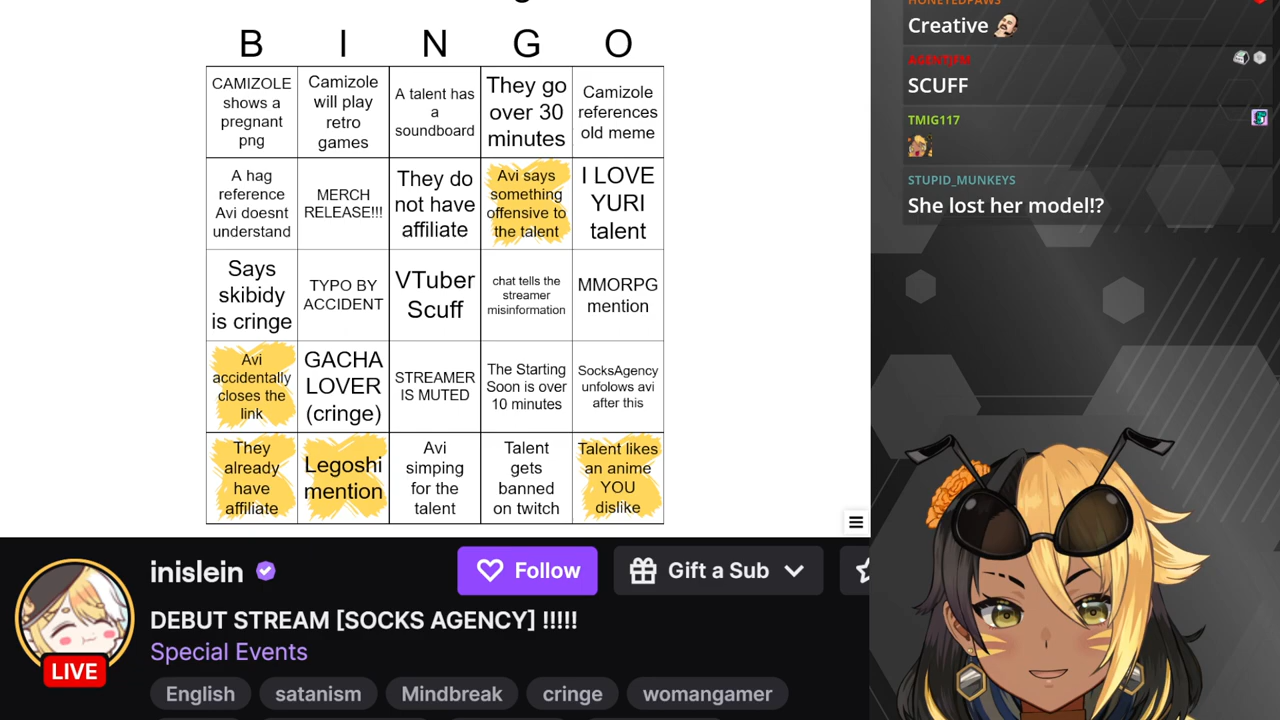 B I N G O
CAMIZOLE
shows a
pregnant
png
Camizole
will play
retro
games
A talent has
a
soundboard
They go
over 30
minutes
Camizole
references
old meme
A hag
reference
Avi doesnt
understand
MERCH
RELEASE!!!
They do
not have
affiliate
Avi says
something
offensive to
the talent
I LOVE
YURI
talent
Says
skibidy
is cringe
TYPO BY
ACCIDENT
VTuber
Scuff
chat tells the
streamer
misinformation
MMORPG
mention
Avi
accidentally
closes the
link
GACHA
LOVER
(cringe)
STREAMER
IS MUTED
The Starting
Soon is over
10 minutes
SocksAgency
unfolows avi
after this
They
already
have
affiliate
Legoshi
mention
Avi
simping
for the
talent
Talent
gets
banned
on twitch
Talent likes
an anime
YOU
dislike
inislein
Follow
Gift a Sub
DEBUT STREAM [SOCKS AGENCY] !!!!!
Special Events
LIVE
English
satanism
Mindbreak
cringe
womangamer
HONEYEDPAWS
Creative
AGENTJFM
SCUFF
TMIG117
STUPID_MUNKEYS
She lost her model!?